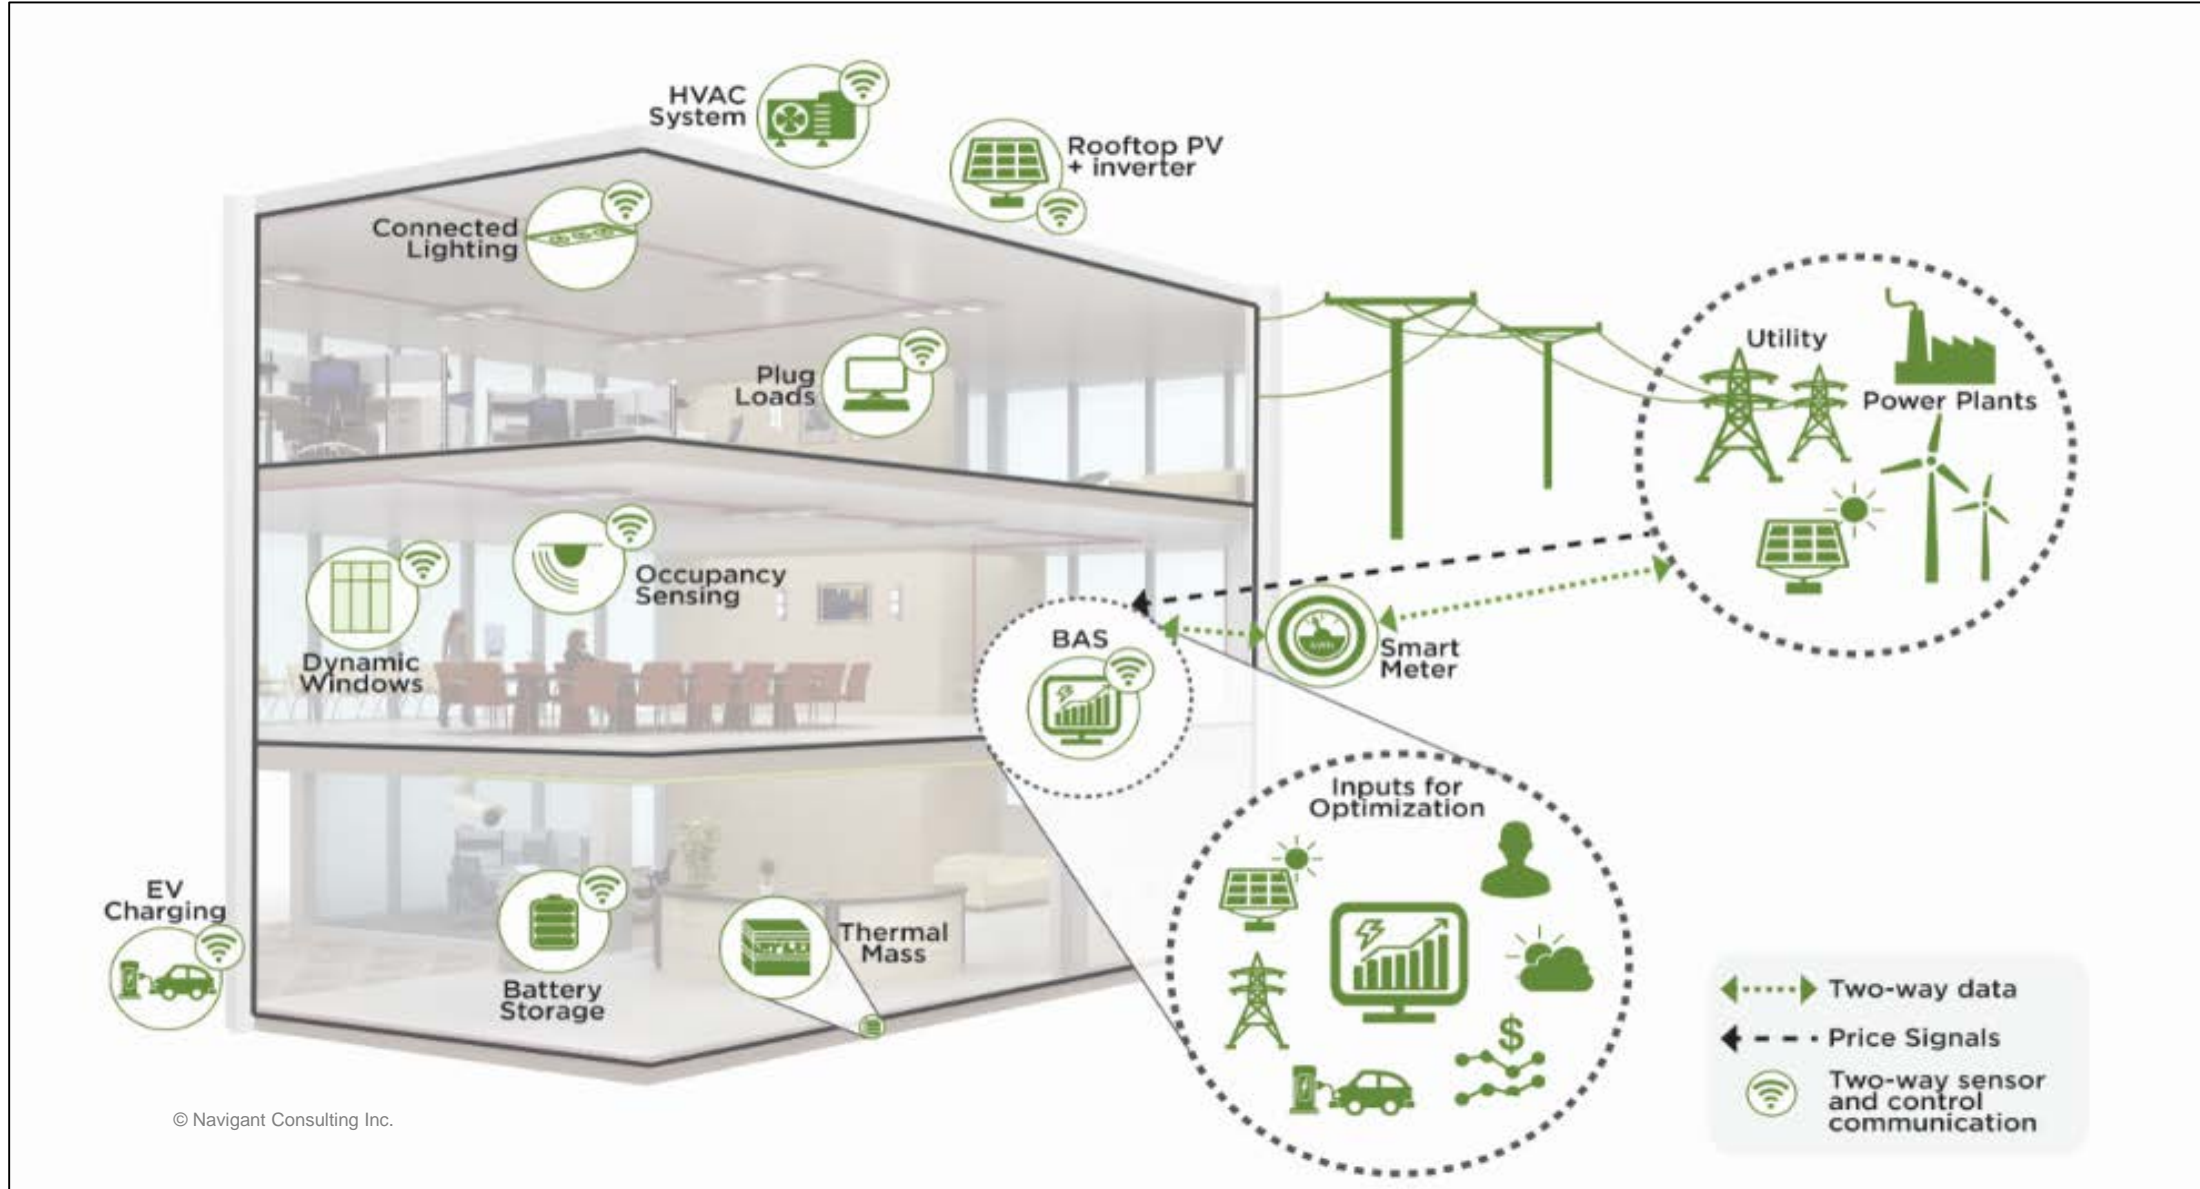 HVAC
System
Rooftop PV
+ inverter
Connected
Lighting
Plug
Loads
Utility
Power Plants
Occupancy
Sensing
Dynamic
Windows
BAS
Smart
Meter
Inputs for
Optimization
$
EV
Charging
Battery
Storage
Thermal
Mass
Two-way data
Price Signals
Two-way sensor
and control
communication
© Navigant Consulting Inc.